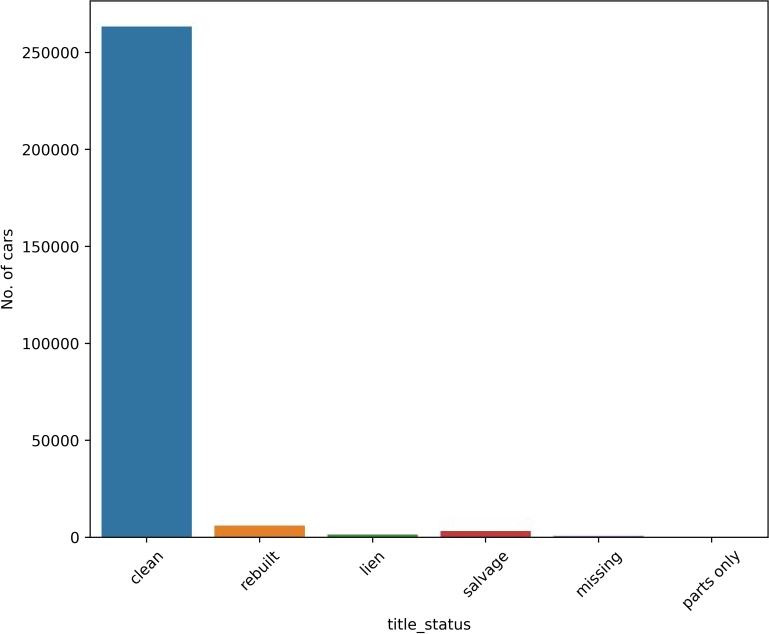 250000
200000
150000
100000
50000
0
No. of cars
clean
rebuilt
lien
salvage
missing
parts only
title_status